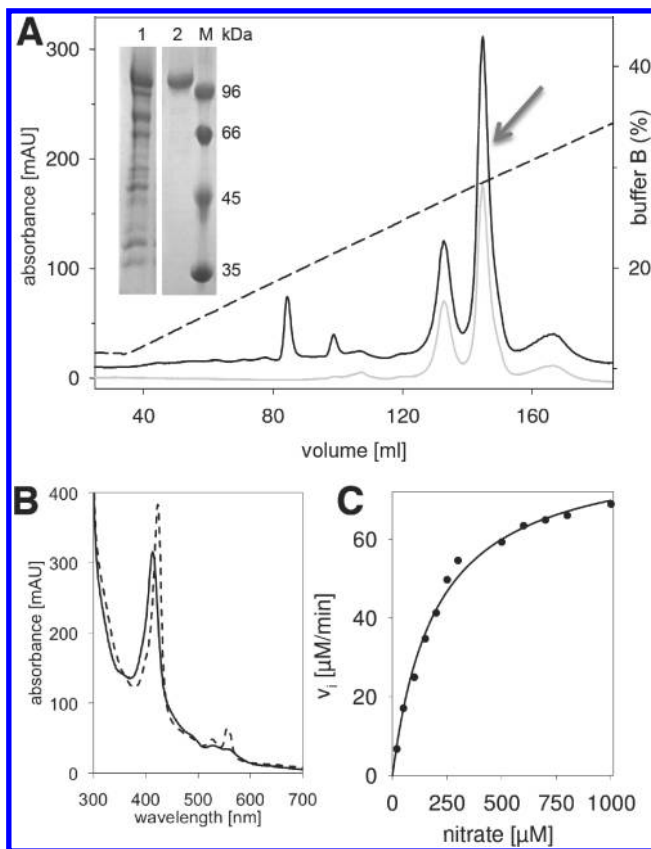 A
1 2 M kDa
96
66
45
35
300
200
100
0
absorbance [mAU]
40
20
buffer B (%)
40 80 120 160
volume [ml]
B
400
300
200
100
0
absorbance [mAU]
300 400 500 600 700
wavelength [nm]
C
60
40
20
0
vi [µM/min]
0 250 500 750 1000
nitrate [µM]